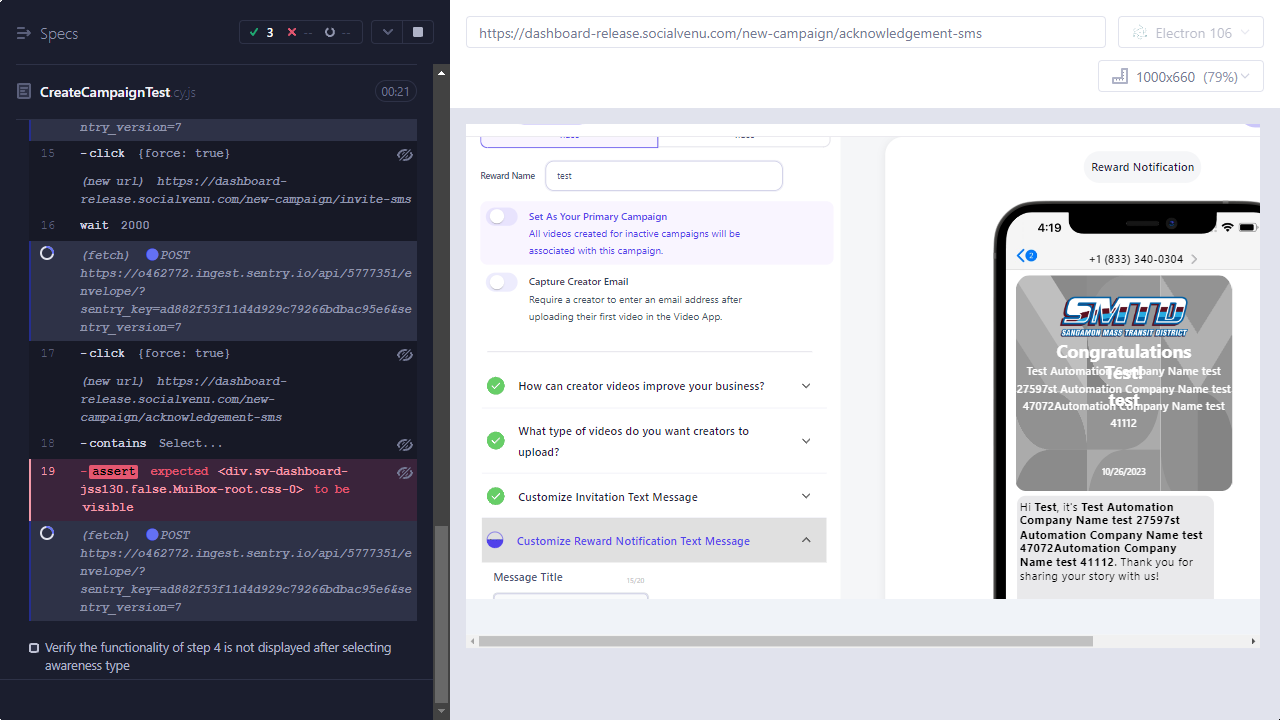 Specs
3
--
--
CreateCampaignTest.cy.js
00:21
ntry_version=7
15 -click {force: true}
(new url) https://dashboard-
release.socialvenu.com/new-campaign/invite-sms
16 wait 2000
(fetch) POST
https://o462772.ingest.sentry.io/api/5777351/e
nvelope/?
sentry_key=ad882f53f11d4d929c79266bdbac95e6&se
ntry_version=7
17 -click {force: true}
(new url) https://dashboard-
release.socialvenu.com/new-
campaign/acknowledgement-sms
18 -contains Select...
19 -assert expected <div.sv-dashboard-
jss130.false.MuiBox-root.css-0> to be
visible
(fetch) POST
https://o462772.ingest.sentry.io/api/5777351/e
nvelope/?
sentry_key=ad882f53f11d4d929c79266bdbac95e6&se
ntry_version=7
Verify the functionality of step 4 is not displayed after selecting
awareness type
https://dashboard-release.socialvenu.com/new-campaign/acknowledgement-sms
Electron 106
1000x660 (79%)
Reward Name
test
Set As Your Primary Campaign
All videos created for inactive campaigns will be
associated with this campaign.
Capture Creator Email
Require a creator to enter an email address after
uploading their first video in the Video App.
How can creator videos improve your business?
What type of videos do you want creators to
upload?
Customize Invitation Text Message
Customize Reward Notification Text Message
Message Title
15/20
Reward Notification
4:19
2
+1 (833) 340-0304
SMTD
SANGAMON MASS TRANSIT DISTRICT
Congratulations
Test!
Test Automation Company Name test
27597st Automation Company Name test
test
47072Automation Company Name test
41112
10/26/2023
Hi Test, it's Test Automation
Company Name test 27597st
Automation Company Name test
47072Automation Company
Name test 41112. Thank you for
sharing your story with us!